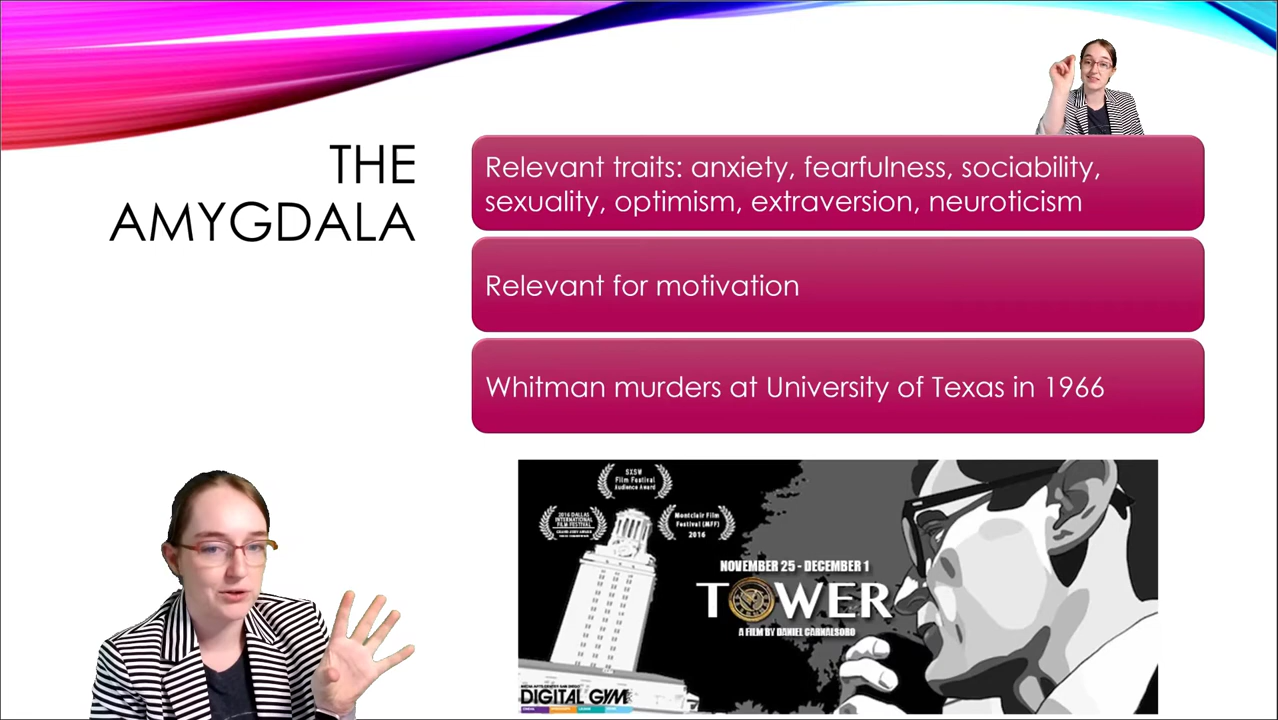 THE
AMYGDALA
Relevant traits: anxiety, fearfulness, sociability,
sexuality, optimism, extraversion, neuroticism
Relevant for motivation
Whitman murders at University of Texas in 1966
SXSW
Film Festival
Audience Award
2016 DALLAS
INTERNATIONAL
FILM FESTIVAL
Montclair Film
Festival (MFF)
2016
NOVEMBER 25 - DECEMBER 1
TOWER
A FILM BY DANIEL CARNALSORO
DIGITAL GYM